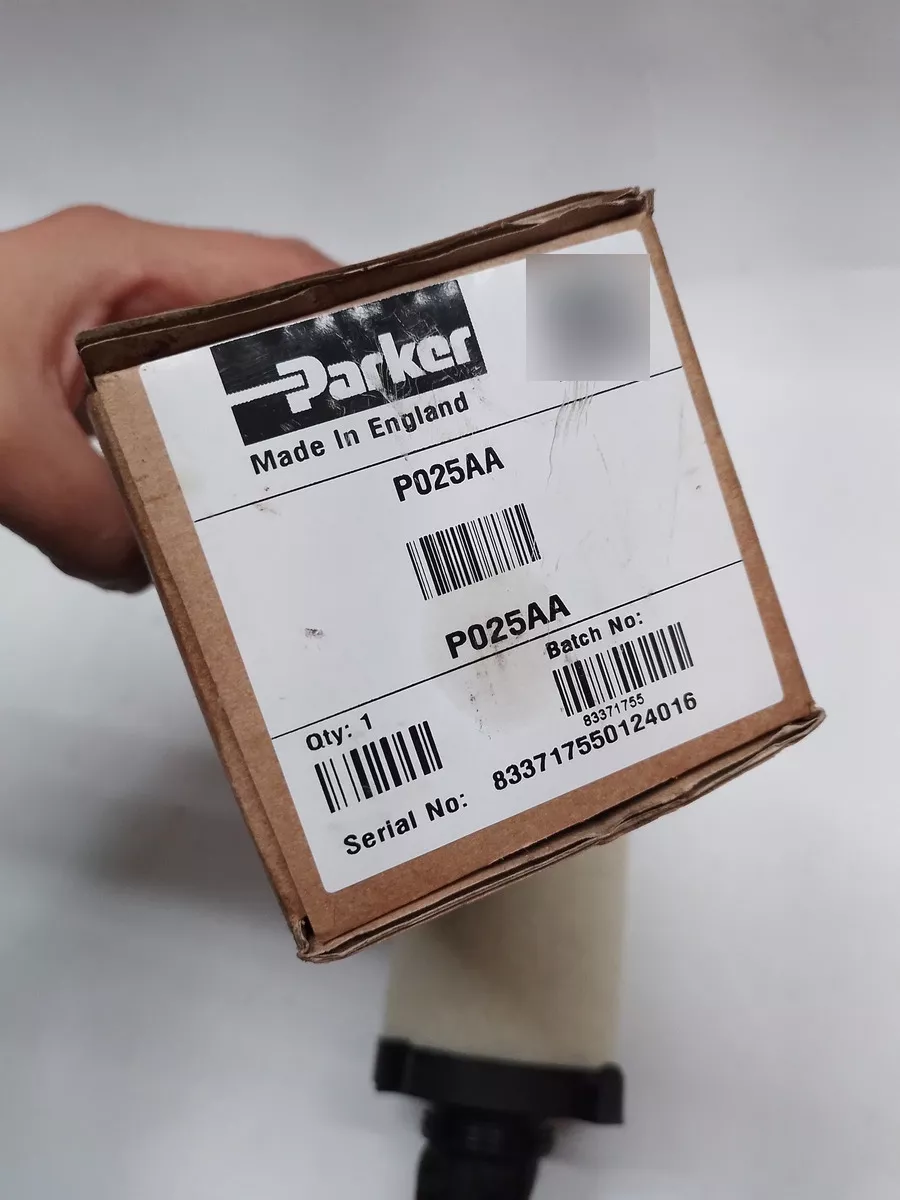 Parker
Made In England
P025AA
P025AA
Batch No:
83371755
Qty: 1
Serial No: 833717550124016